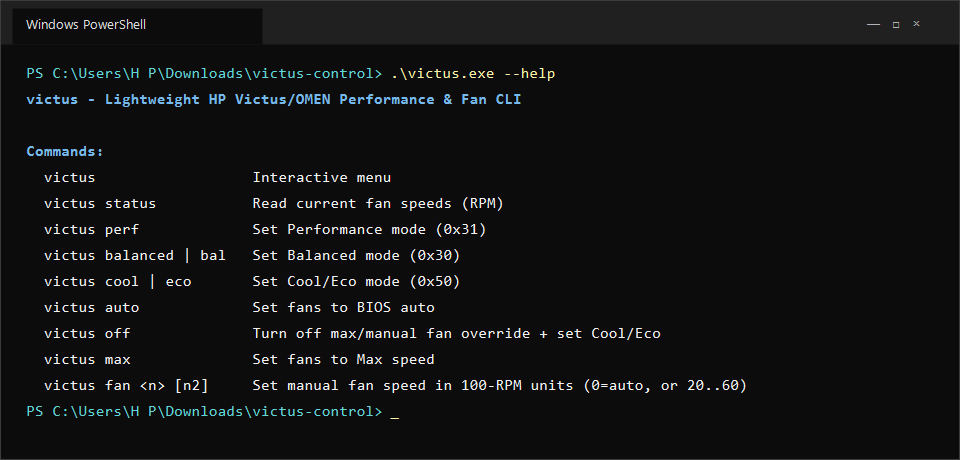 Windows PowerShell
PS C:\Users\H P\Downloads\victus-control> .\victus.exe --help
victus - Lightweight HP Victus/OMEN Performance & Fan CLI
Commands:
victus Interactive menu
victus status Read current fan speeds (RPM)
victus perf Set Performance mode (0x31)
victus balanced | bal Set Balanced mode (0x30)
victus cool | eco Set Cool/Eco mode (0x50)
victus auto Set fans to BIOS auto
victus off Turn off max/manual fan override + set Cool/Eco
victus max Set fans to Max speed
victus fan <n> [n2] Set manual fan speed in 100-RPM units (0=auto, or 20..60)
PS C:\Users\H P\Downloads\victus-control> _